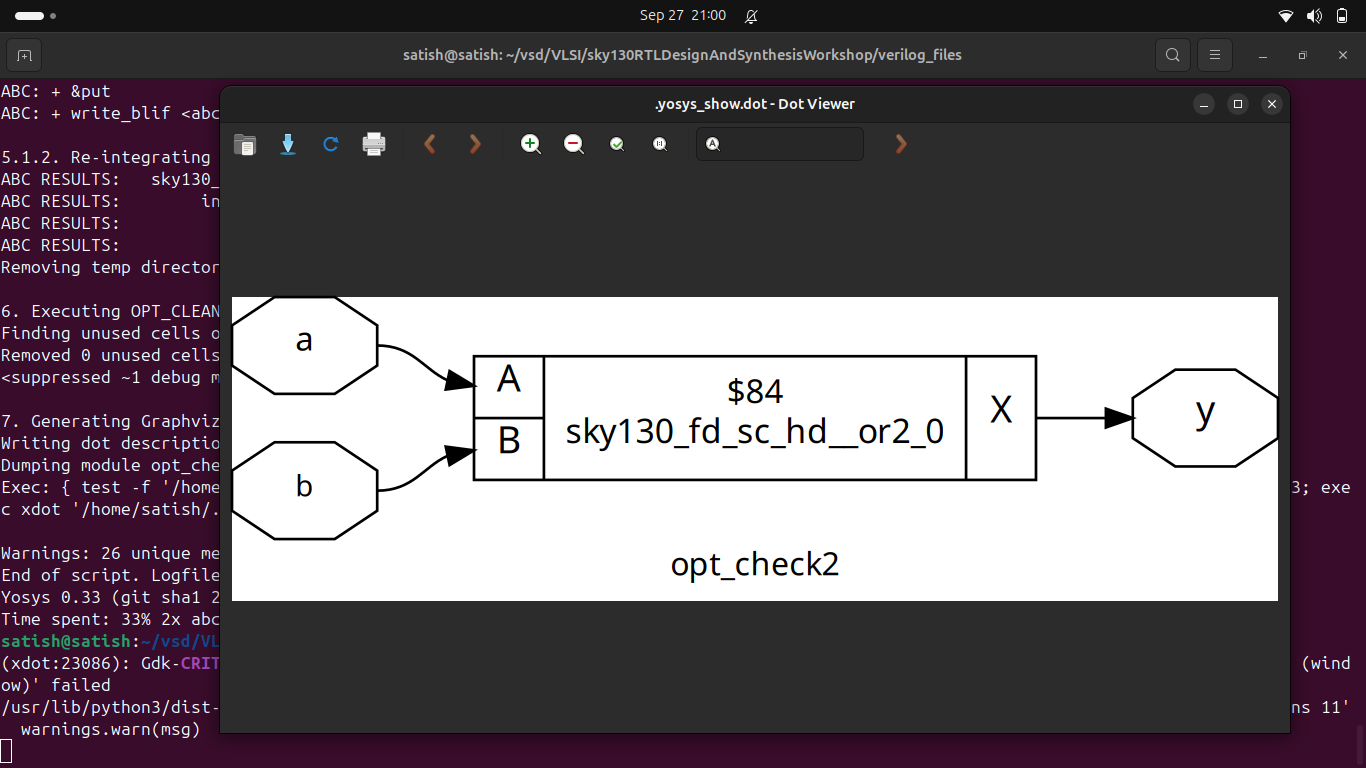 Sep 27 21:00
satish@satish: ~/vsd/VLSI/sky130RTLDesignAndSynthesisWorkshop/verilog_files
ABC: + &put
ABC: + write_blif <abc
5.1.2. Re-integrating
ABC RESULTS: sky130_
ABC RESULTS: in
ABC RESULTS:
ABC RESULTS:
Removing temp director
6. Executing OPT_CLEAN
Finding unused cells o
Removed 0 unused cells
<suppressed ~1 debug m
7. Generating Graphviz
Writing dot descriptio
Dumping module opt_che
Exec: { test -f '/home 3; exe
c xdot '/home/satish/.
Warnings: 26 unique me
End of script. Logfile
Yosys 0.33 (git sha1 2
Time spent: 33% 2x abc
satish@satish:~/vsd/VL
(xdot:23086): Gdk-CRIT (wind
ow)' failed
/usr/lib/python3/dist- ns 11'
warnings.warn(msg)
.yosys_show.dot - Dot Viewer
a
b
A
B
$84
sky130_fd_sc_hd__or2_0
X
y
opt_check2